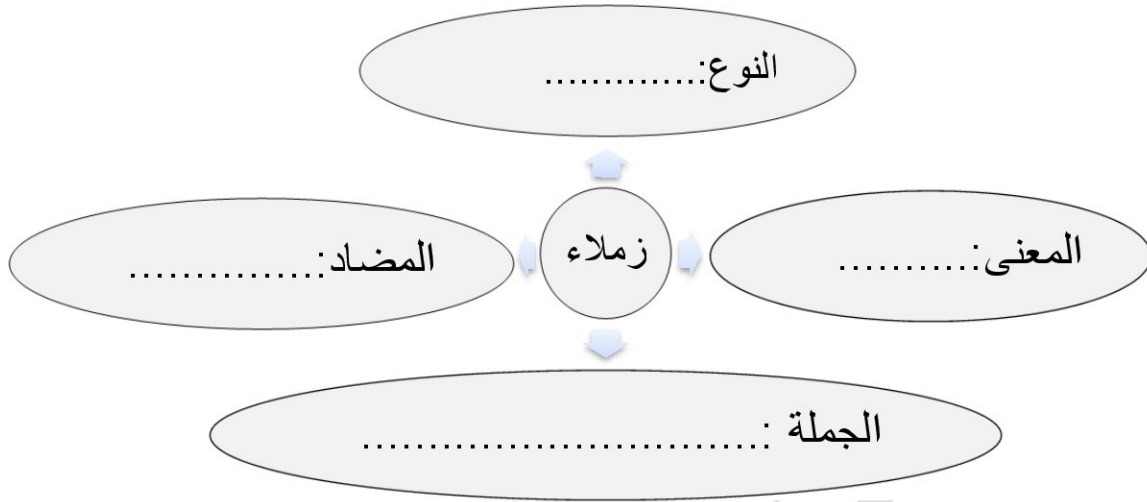 النوع:..............
المعنى:...........
زملاء
المضاد:...............
الجملة :..............................